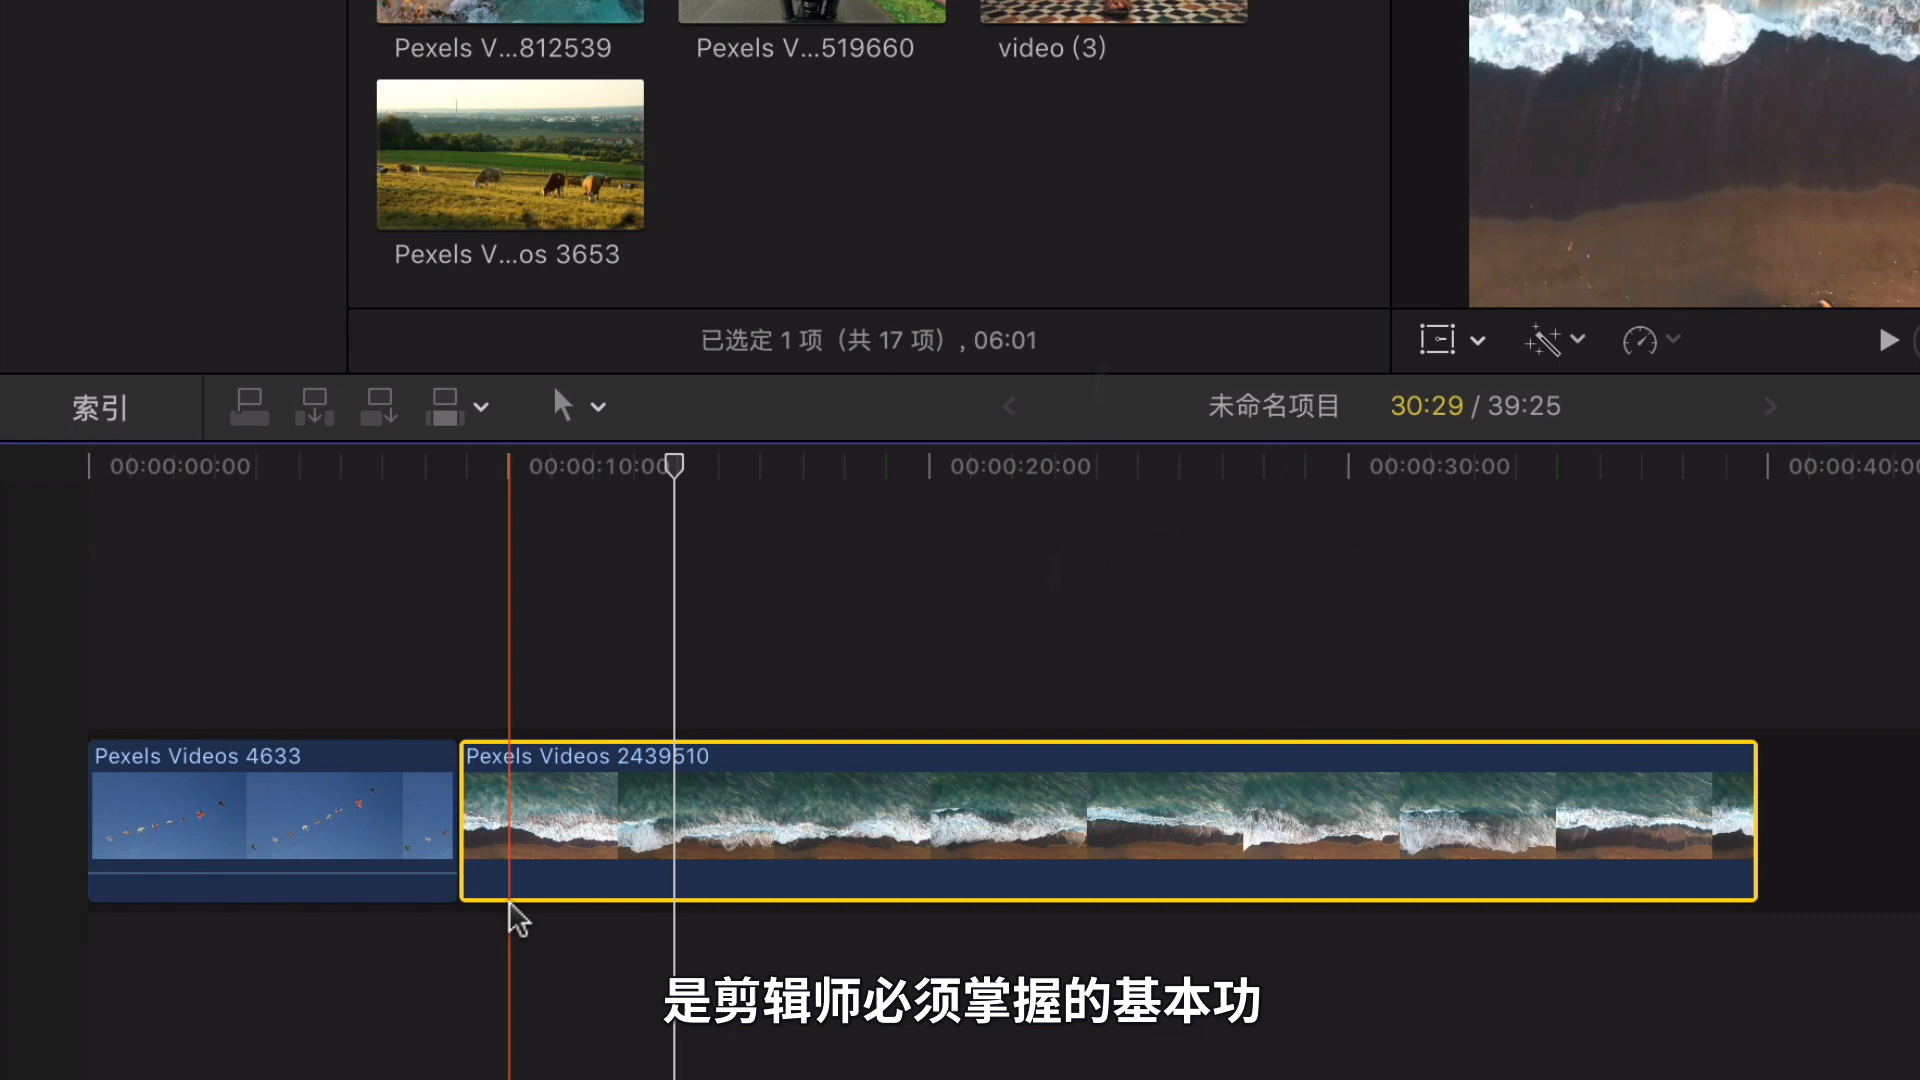 Pexels V...812539
Pexels V...519660
video (3)
Pexels V...os 3653
已选定 1 项（共 17 项）, 06:01
索引
未命名项目
30:29 / 39:25
00:00:00:00
00:00:10:00
00:00:20:00
00:00:30:00
00:00:40:00
Pexels Videos 4633
Pexels Videos 2439510
是剪辑师必须掌握的基本功